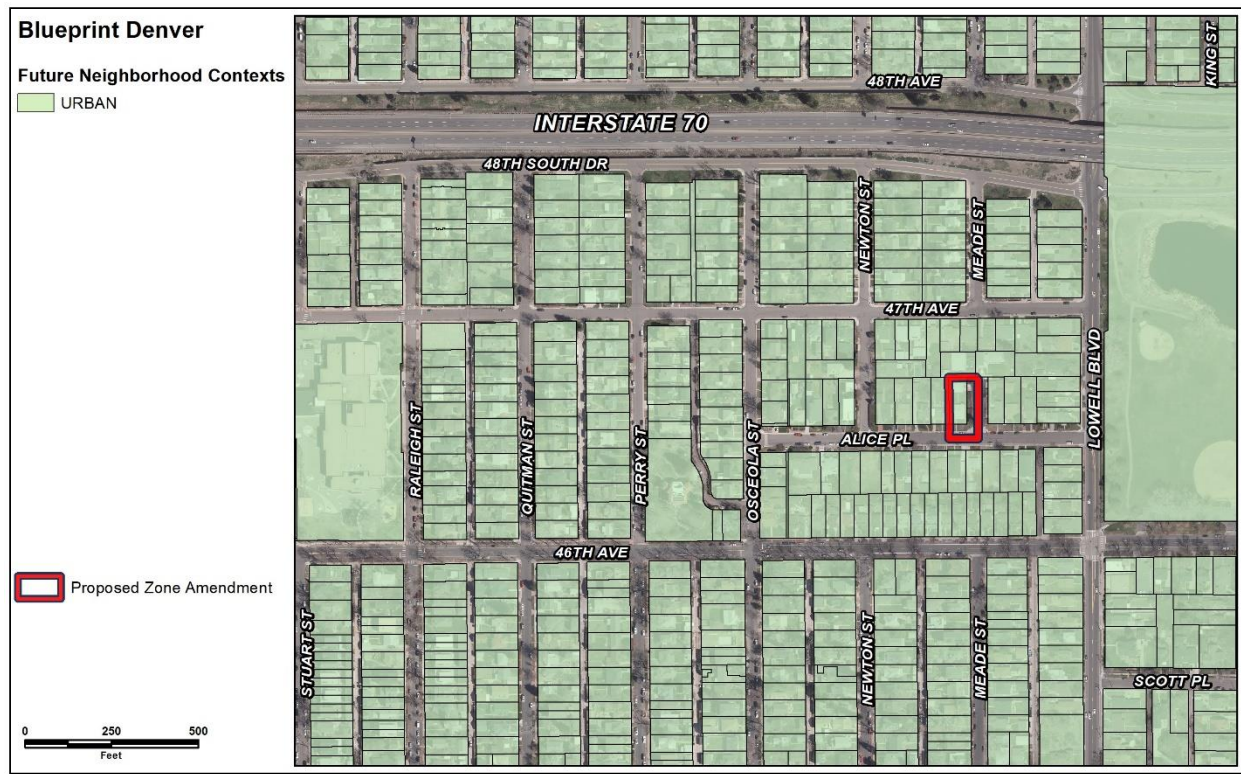 Blueprint Denver
Future Neighborhood Contexts
URBAN
Proposed Zone Amendment
0 250 500
Feet
48TH AVE
KING ST
INTERSTATE 70
48TH SOUTH DR
NEWTON ST
MEADE ST
47TH AVE
LOWELL BLVD
RALEIGH ST
QUITMAN ST
PERRY ST
OSCEOLA ST
ALICE PL
46TH AVE
STUART ST
NEWTON ST
MEADE ST
SCOTT PL